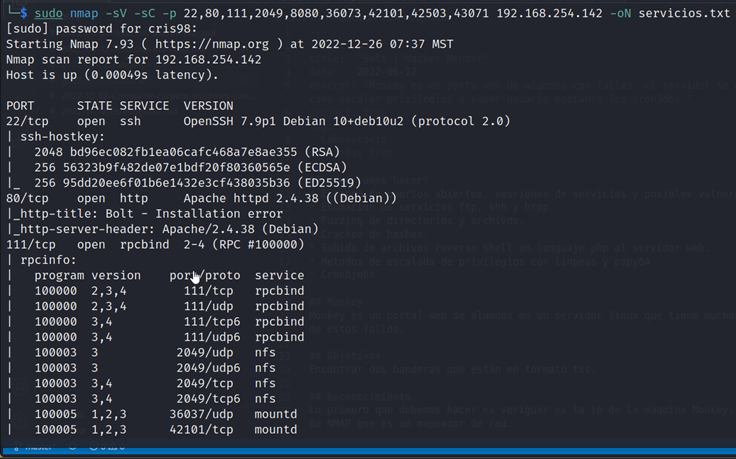 └─$ sudo nmap -sV -sC -p 22,80,111,2049,8080,36073,42101,42503,43071 192.168.254.142 -oN servicios.txt
[sudo] password for cris98:
Starting Nmap 7.93 ( https://nmap.org ) at 2022-12-26 07:37 MST
Nmap scan report for 192.168.254.142
Host is up (0.00049s latency).
PORT     STATE SERVICE  VERSION
22/tcp   open  ssh      OpenSSH 7.9p1 Debian 10+deb10u2 (protocol 2.0)
| ssh-hostkey:
|   2048 bd96ec082fb1ea06cafc468a7e8ae355 (RSA)
|   256 56323b9f482de07e1bdf20f80360565e (ECDSA)
|_  256 95dd20ee6f01b6e1432e3cf438035b36 (ED25519)
80/tcp   open  http     Apache httpd 2.4.38 ((Debian))
|_http-title: Bolt - Installation error
|_http-server-header: Apache/2.4.38 (Debian)
111/tcp  open  rpcbind  2-4 (RPC #100000)
| rpcinfo:
|   program version    port/proto  service
|   100000  2,3,4        111/tcp   rpcbind
|   100000  2,3,4        111/udp   rpcbind
|   100000  3,4          111/tcp6  rpcbind
|   100000  3,4          111/udp6  rpcbind
|   100003  3           2049/udp   nfs
|   100003  3           2049/udp6  nfs
|   100003  3,4         2049/tcp   nfs
|   100003  3,4         2049/tcp6  nfs
|   100005  1,2,3      36037/udp   mountd
|   100005  1,2,3      42101/tcp   mountd